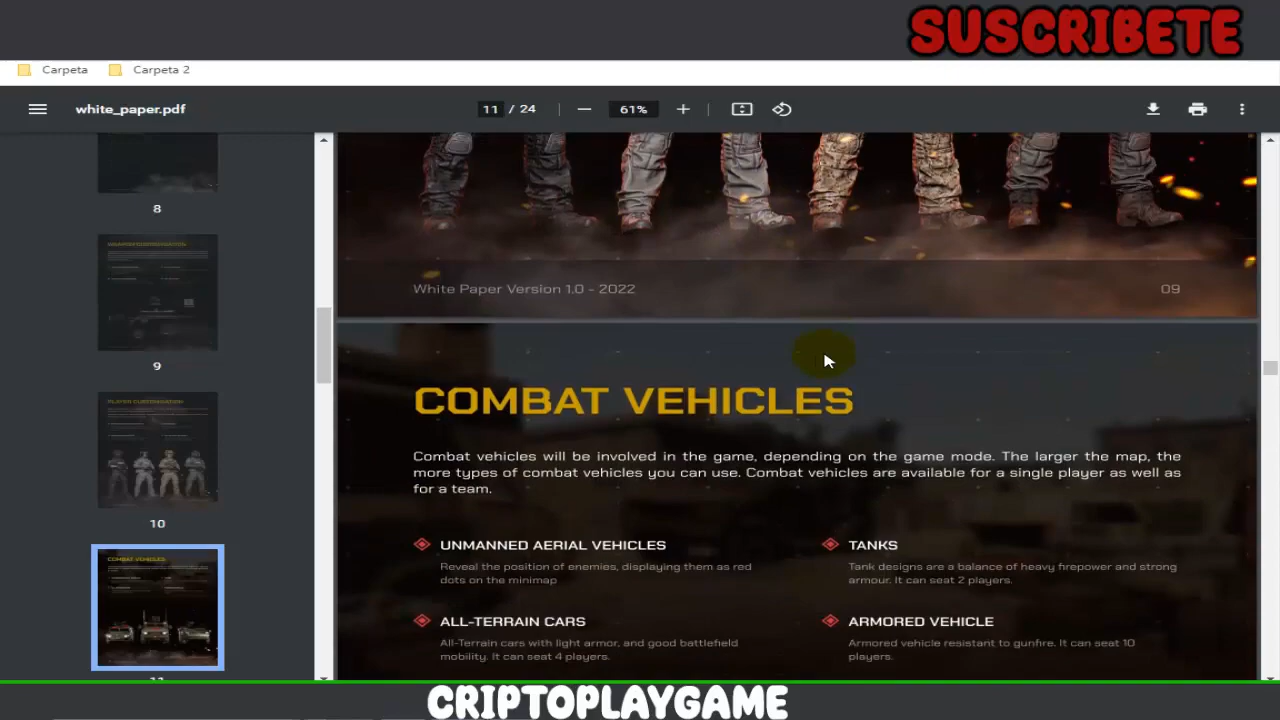 SUSCRIBETE
Carpeta Carpeta 2
white_paper.pdf 11 / 24 61%
8
9
10
White Paper Version 1.0 - 2022 09
COMBAT VEHICLES
Combat vehicles will be involved in the game, depending on the game mode. The larger the map, the
more types of combat vehicles you can use. Combat vehicles are available for a single player as well as
for a team.
UNMANNED AERIAL VEHICLES
Reveal the position of enemies, displaying them as red
dots on the minimap
TANKS
Tank designs are a balance of heavy firepower and strong
armour. It can seat 2 players.
ALL-TERRAIN CARS
All-Terrain cars with light armor, and good battlefield
mobility. It can seat 4 players.
ARMORED VEHICLE
Armored vehicle resistant to gunfire. It can seat 10
players.
CRIPTOPLAYGAME